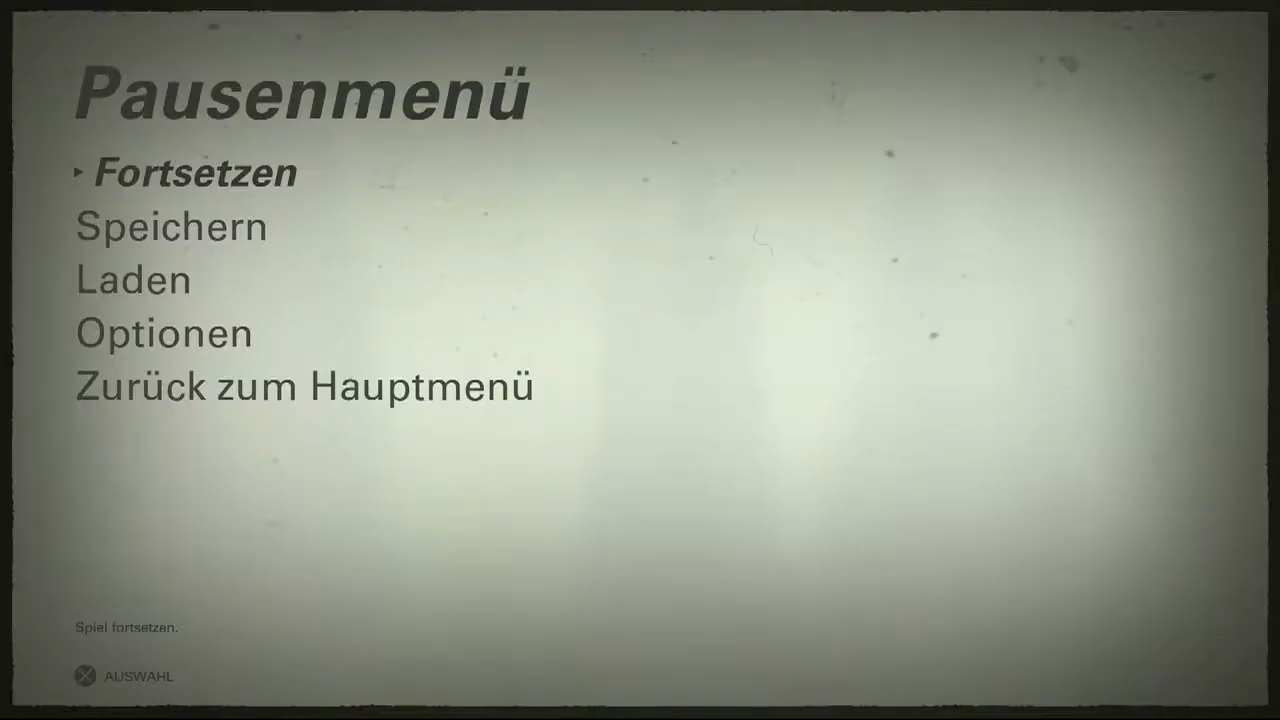 Pausenmenü
Fortsetzen
Speichern
Laden
Optionen
Zurück zum Hauptmenü
Spiel fortsetzen.
AUSWAHL